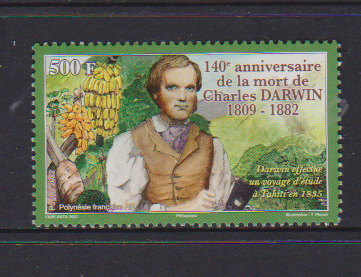 500 F
140e anniversaire
de la mort de
Charles DARWIN
1809 - 1882
Darwin effectue
un voyage d'étude
à Tahiti en 1835
Polynésie française
Philaposte